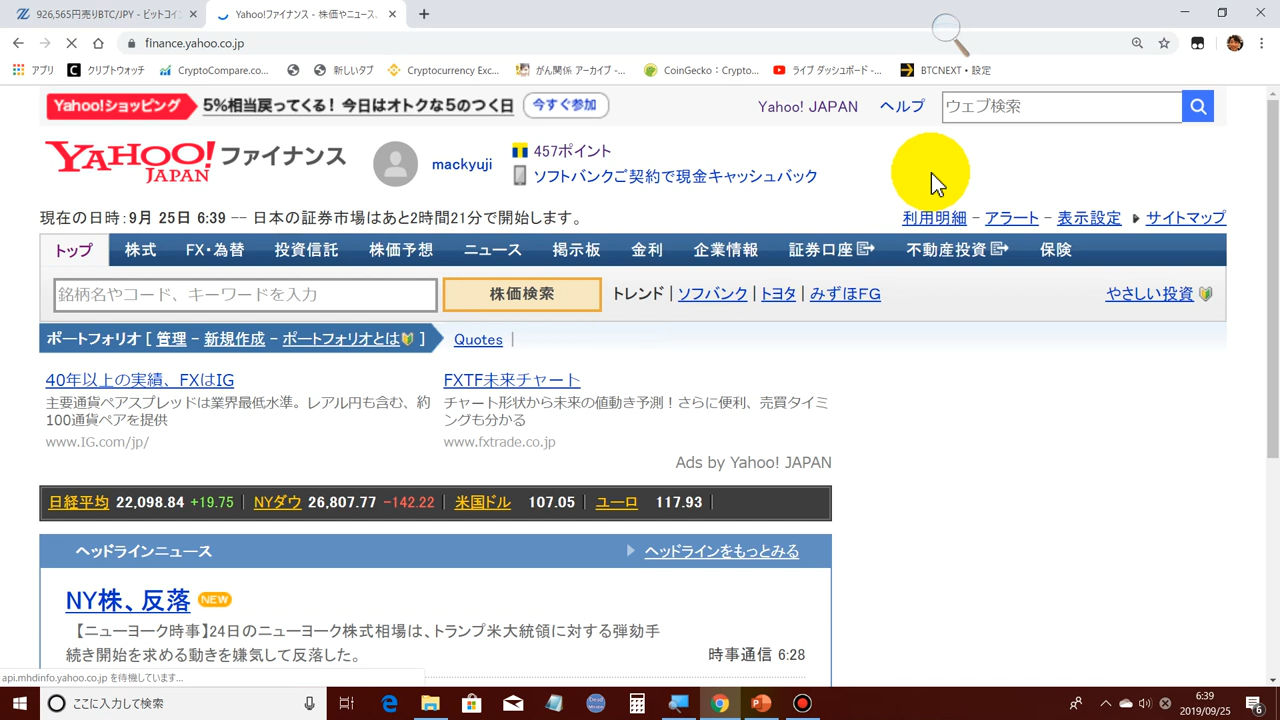 926,565円売りBTC/JPY - ビットコイン
Yahoo!ファイナンス - 株価やニュース、
finance.yahoo.co.jp
アプリ
クリプトウォッチ
CryptoCompare.co...
新しいタブ
Cryptocurrency Exc...
がん関係 アーカイブ -...
CoinGecko：Crypto...
ライブ ダッシュボード -...
BTCNEXT・設定
Yahoo!ショッピング
5%相当戻ってくる！今日はオトクな5のつく日
今すぐ参加
Yahoo! JAPAN
ヘルプ
ウェブ検索
YAHOO! JAPAN ファイナンス
mackyuji
457ポイント
ソフトバンクご契約で現金キャッシュバック
現在の日時：9月 25日 6:39 -- 日本の証券市場はあと2時間21分で開始します。
利用明細 - アラート - 表示設定 サイトマップ
トップ 株式 FX・為替 投資信託 株価予想 ニュース 掲示板 金利 企業情報 証券口座 不動産投資 保険
銘柄名やコード、キーワードを入力
株価検索
トレンド | ソフバンク | トヨタ | みずほFG
やさしい投資
ポートフォリオ [ 管理 - 新規作成 - ポートフォリオとは ]
Quotes |
40年以上の実績、FXはIG
主要通貨ペアスプレッドは業界最低水準。レアル円も含む、約
100通貨ペアを提供
www.IG.com/jp/
FXTF未来チャート
チャート形状から未来の値動き予測！さらに便利、売買タイミ
ングも分かる
www.fxtrade.co.jp
Ads by Yahoo! JAPAN
日経平均 22,098.84 +19.75 | NYダウ 26,807.77 -142.22 | 米国ドル 107.05 | ユーロ 117.93 |
ヘッドラインニュース
ヘッドラインをもっとみる
NY株、反落 NEW
【ニューヨーク時事】24日のニューヨーク株式相場は、トランプ米大統領に対する弾劾手
続き開始を求める動きを嫌気して反落した。
時事通信 6:28
api.mhdinfo.yahoo.co.jp を待機しています...
ここに入力して検索
6:39
2019/09/25
6